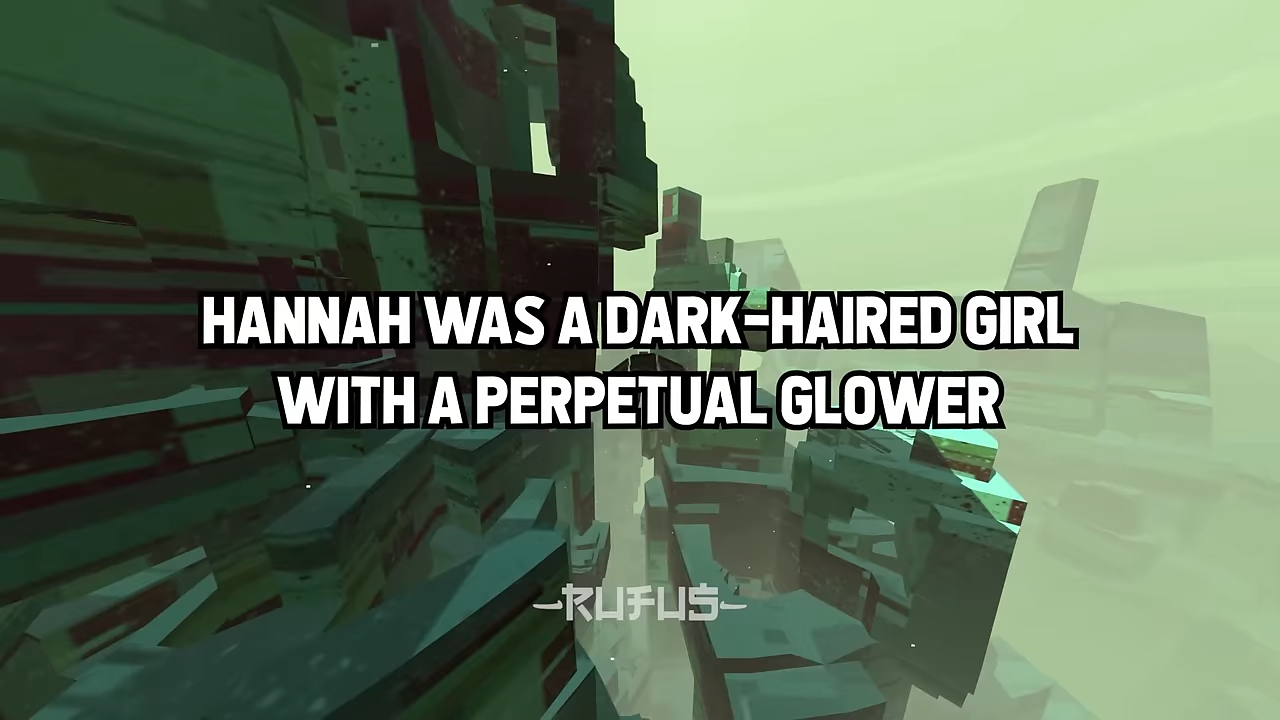 HANNAH WAS A DARK-HAIRED GIRL
WITH A PERPETUAL GLOWER
-RUFUS-